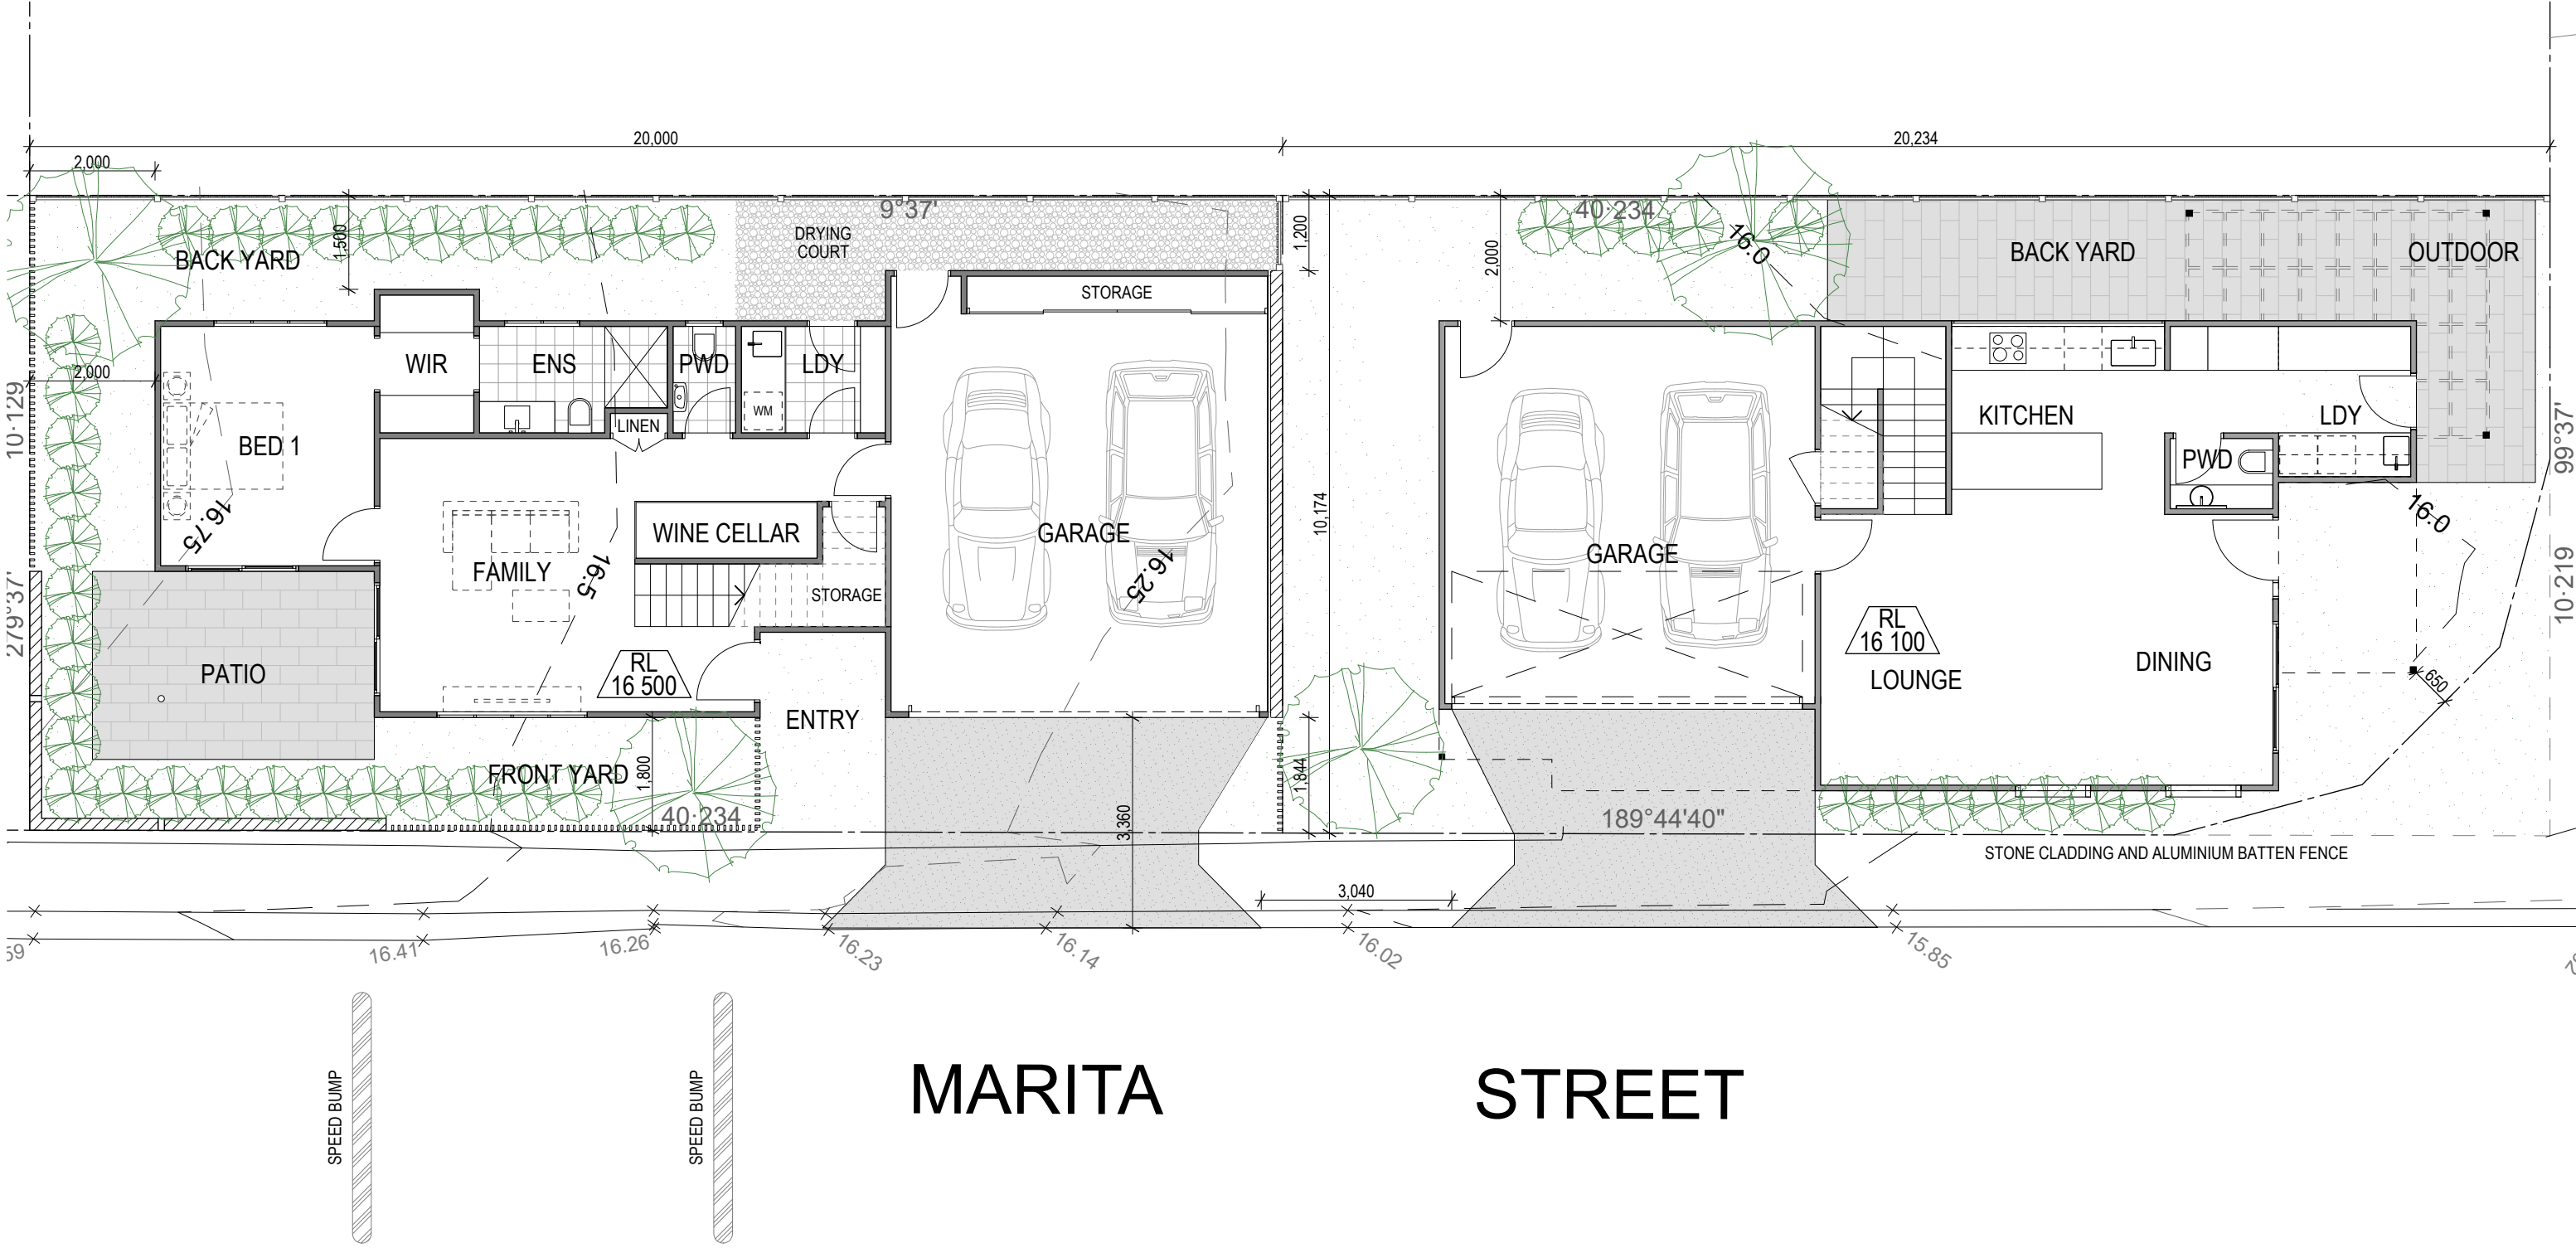 20,000
20,234
2,000
9°37'
40·234
DRYING
COURT
1,500
1,200
2,000
16.0
BACK YARD
BACK YARD
OUTDOOR
STORAGE
WIR
ENS
PWD
LDY
2,000
WM
10·129
KITCHEN
LDY
99°37'
LINEN
BED 1
PWD
16.75
WINE CELLAR
GARAGE
10,174
GARAGE
16.0
FAMILY
16.5
STORAGE
16.25
10·219
279°37'
RL
16 500
RL
16 100
PATIO
LOUNGE
DINING
650
ENTRY
FRONT YARD
1,800
1,844
40·234
3,360
189°44'40"
STONE CLADDING AND ALUMINIUM BATTEN FENCE
3,040
59
16.41
16.26
16.23
16.14
16.02
15.85
SPEED BUMP
SPEED BUMP
MARITA STREET